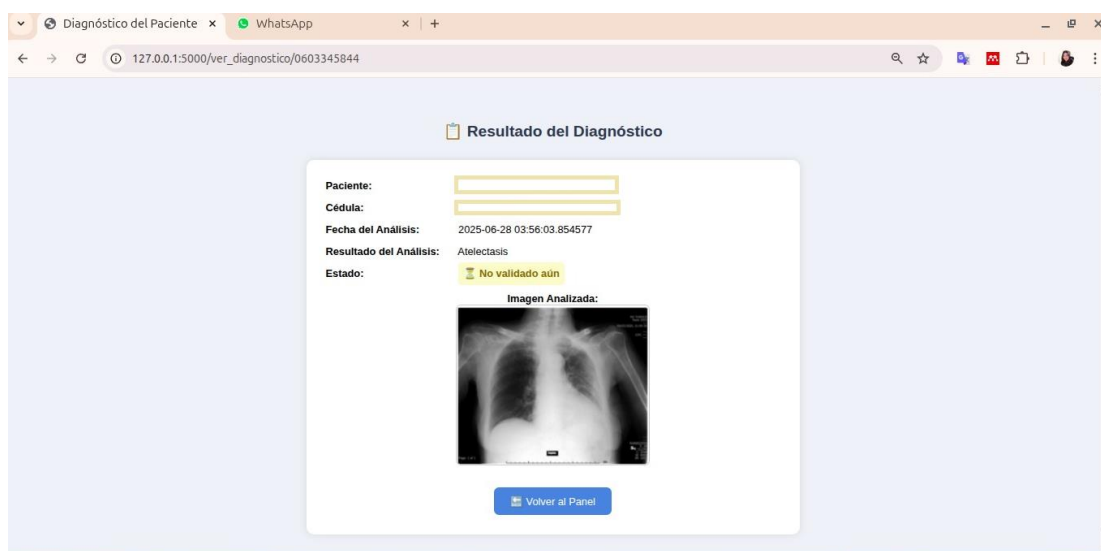 Diagnóstico del Paciente
WhatsApp
127.0.0.1:5000/ver_diagnostico/0603345844
Resultado del Diagnóstico
Paciente:
Cédula:
Fecha del Análisis: 2025-06-28 03:56:03.854577
Resultado del Análisis: Atelectasis
Estado: No validado aún
Imagen Analizada:
Volver al Panel